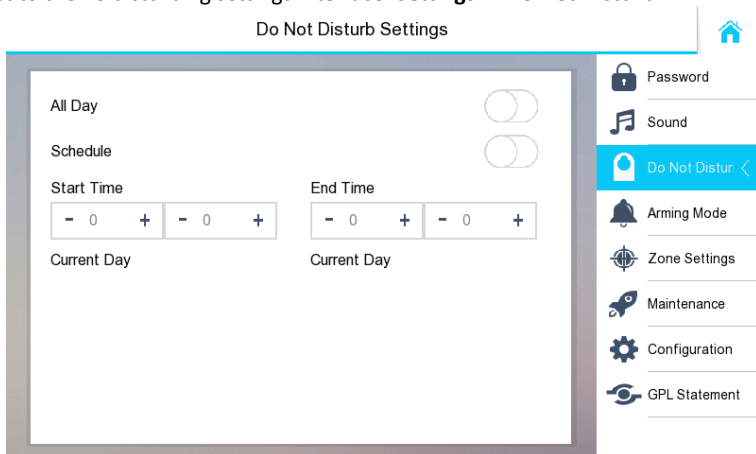 Do Not Disturb Settings
All Day
Schedule
Start Time
End Time
- 0 + - 0 +
- 0 + - 0 +
Current Day
Current Day
Password
Sound
Do Not Distur <
Arming Mode
Zone Settings
Maintenance
Configuration
GPL Statement